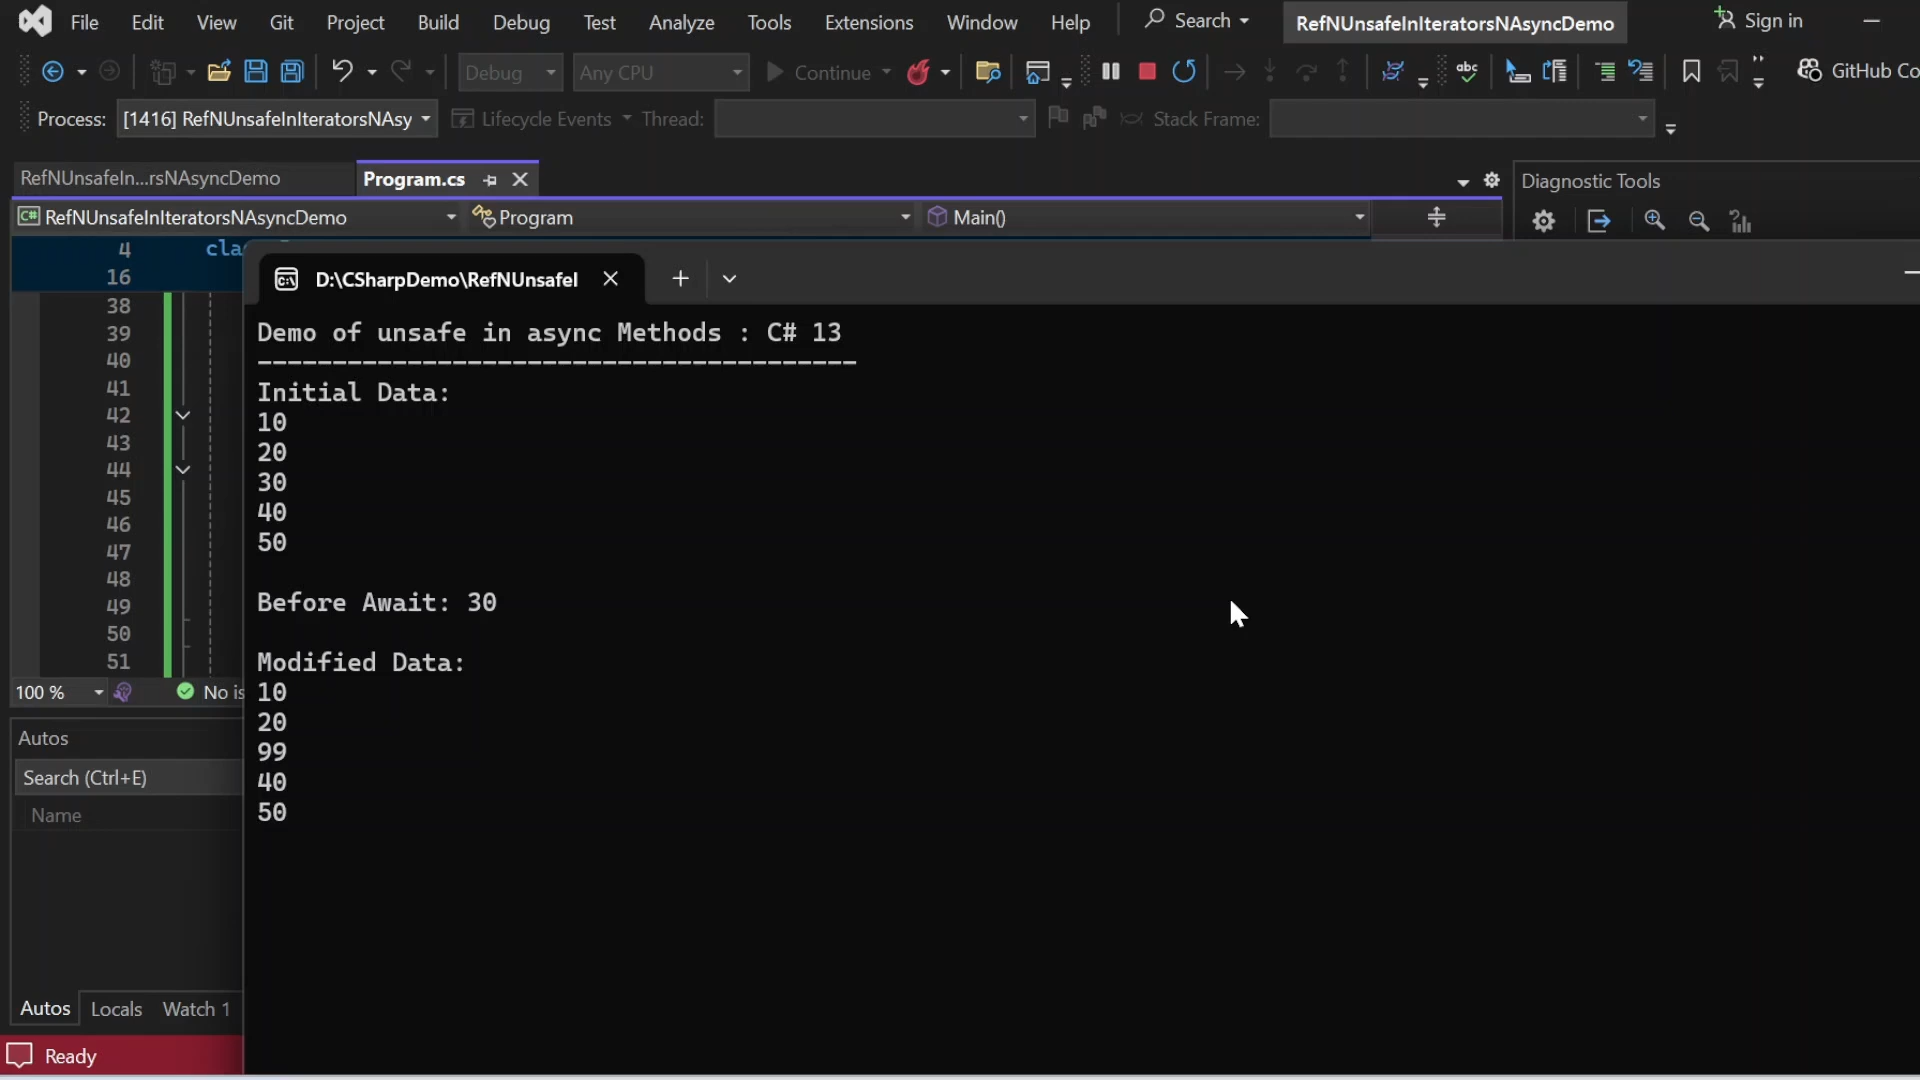 File Edit View Git Project Build Debug Test Analyze Tools Extensions Window Help Search RefNUnsafeInIteratorsNAsyncDemo Sign in
Debug Any CPU Continue abc GitHub Co
Process: [1416] RefNUnsafeInIteratorsNAsy Lifecycle Events Thread: Stack Frame:
RefNUnsafeIn...rsNAsyncDemo Program.cs Diagnostic Tools
C# RefNUnsafeInIteratorsNAsyncDemo Program Main()
4 cla
16
38
39
40
41
42
43
44
45
46
47
48
49
50
51
100 % No is
Autos
Search (Ctrl+E)
Name
Autos Locals Watch 1
Ready
D:\CSharpDemo\RefNUnsafeI
Demo of unsafe in async Methods : C# 13
----------------------------------------
Initial Data:
10
20
30
40
50
Before Await: 30
Modified Data:
10
20
99
40
50